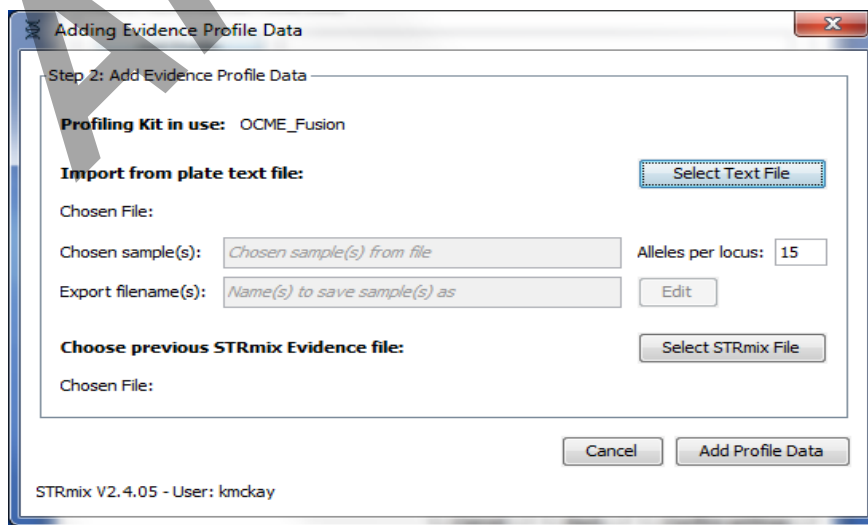 Adding Evidence Profile Data
Step 2: Add Evidence Profile Data
Profiling Kit in use: OCME_Fusion
Import from plate text file: Select Text File
Chosen File:
Chosen sample(s): Chosen sample(s) from file Alleles per locus: 15
Export filename(s): Name(s) to save sample(s) as Edit
Choose previous STRmix Evidence file: Select STRmix File
Chosen File:
Cancel Add Profile Data
STRmix V2.4.05 - User: kmckay